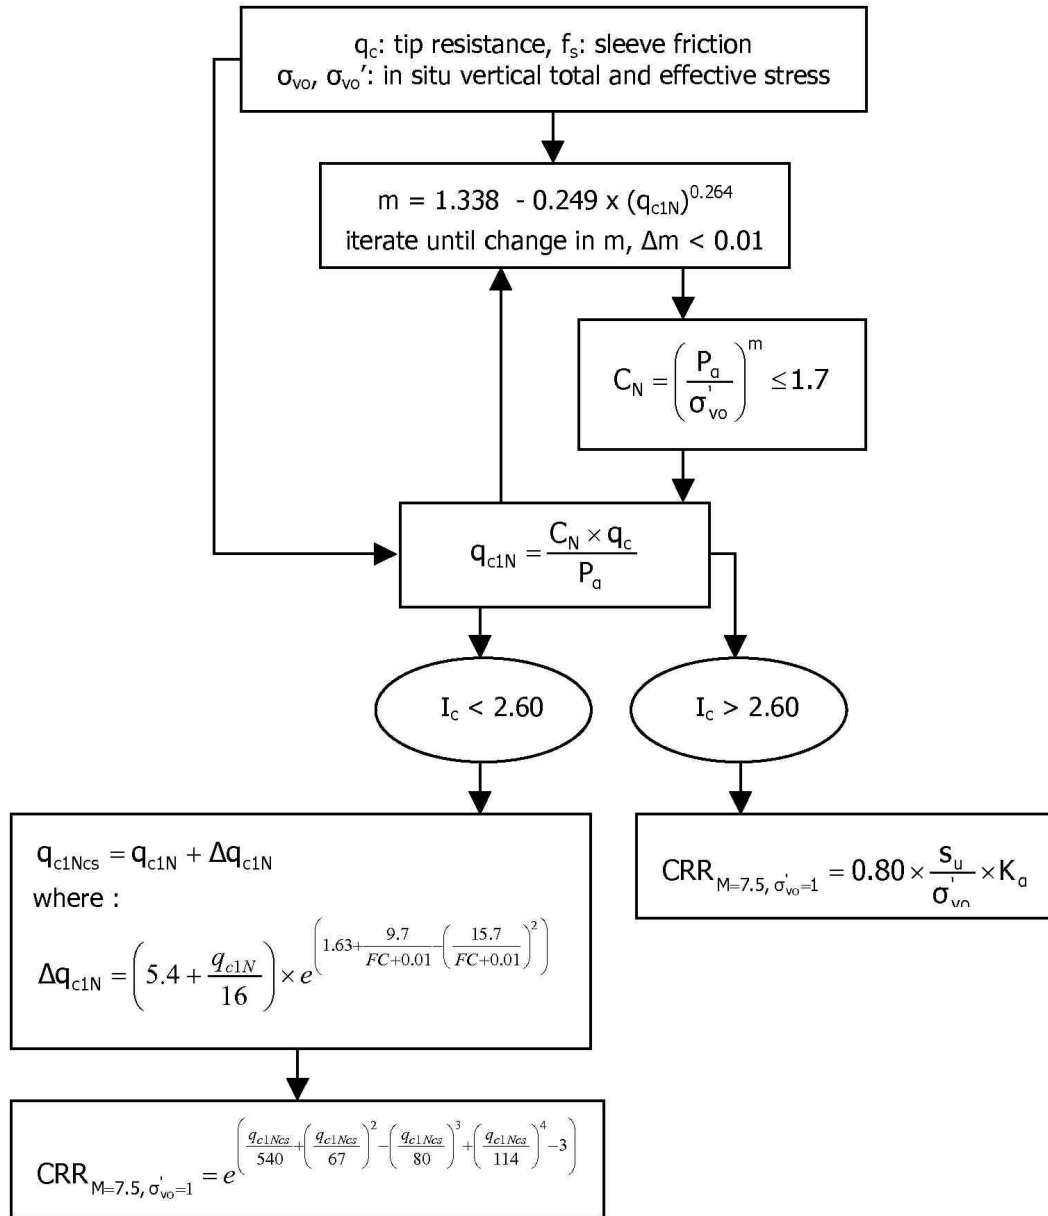 q_c: tip resistance, f_s: sleeve friction
σ_vo, σ_vo': in situ vertical total and effective stress
m = 1.338 - 0.249 x (q_c1N)^0.264
iterate until change in m, Δm < 0.01
C_N = (P_a / σ'_vo)^m ≤ 1.7
q_c1N = (C_N × q_c) / P_a
I_c < 2.60
I_c > 2.60
q_c1Ncs = q_c1N + Δq_c1N
where :
Δq_c1N = (5.4 + q_c1N / 16) × e^(1.63 + 9.7 / (FC+0.01) − (15.7 / (FC+0.01))^2)
CRR_M=7.5, σ'_vo=1 = 0.80 × s_u / σ'_vo × K_α
CRR_M=7.5, σ'_vo=1 = e^(q_c1Ncs / 540 + (q_c1Ncs / 67)^2 − (q_c1Ncs / 80)^3 + (q_c1Ncs / 114)^4 − 3)